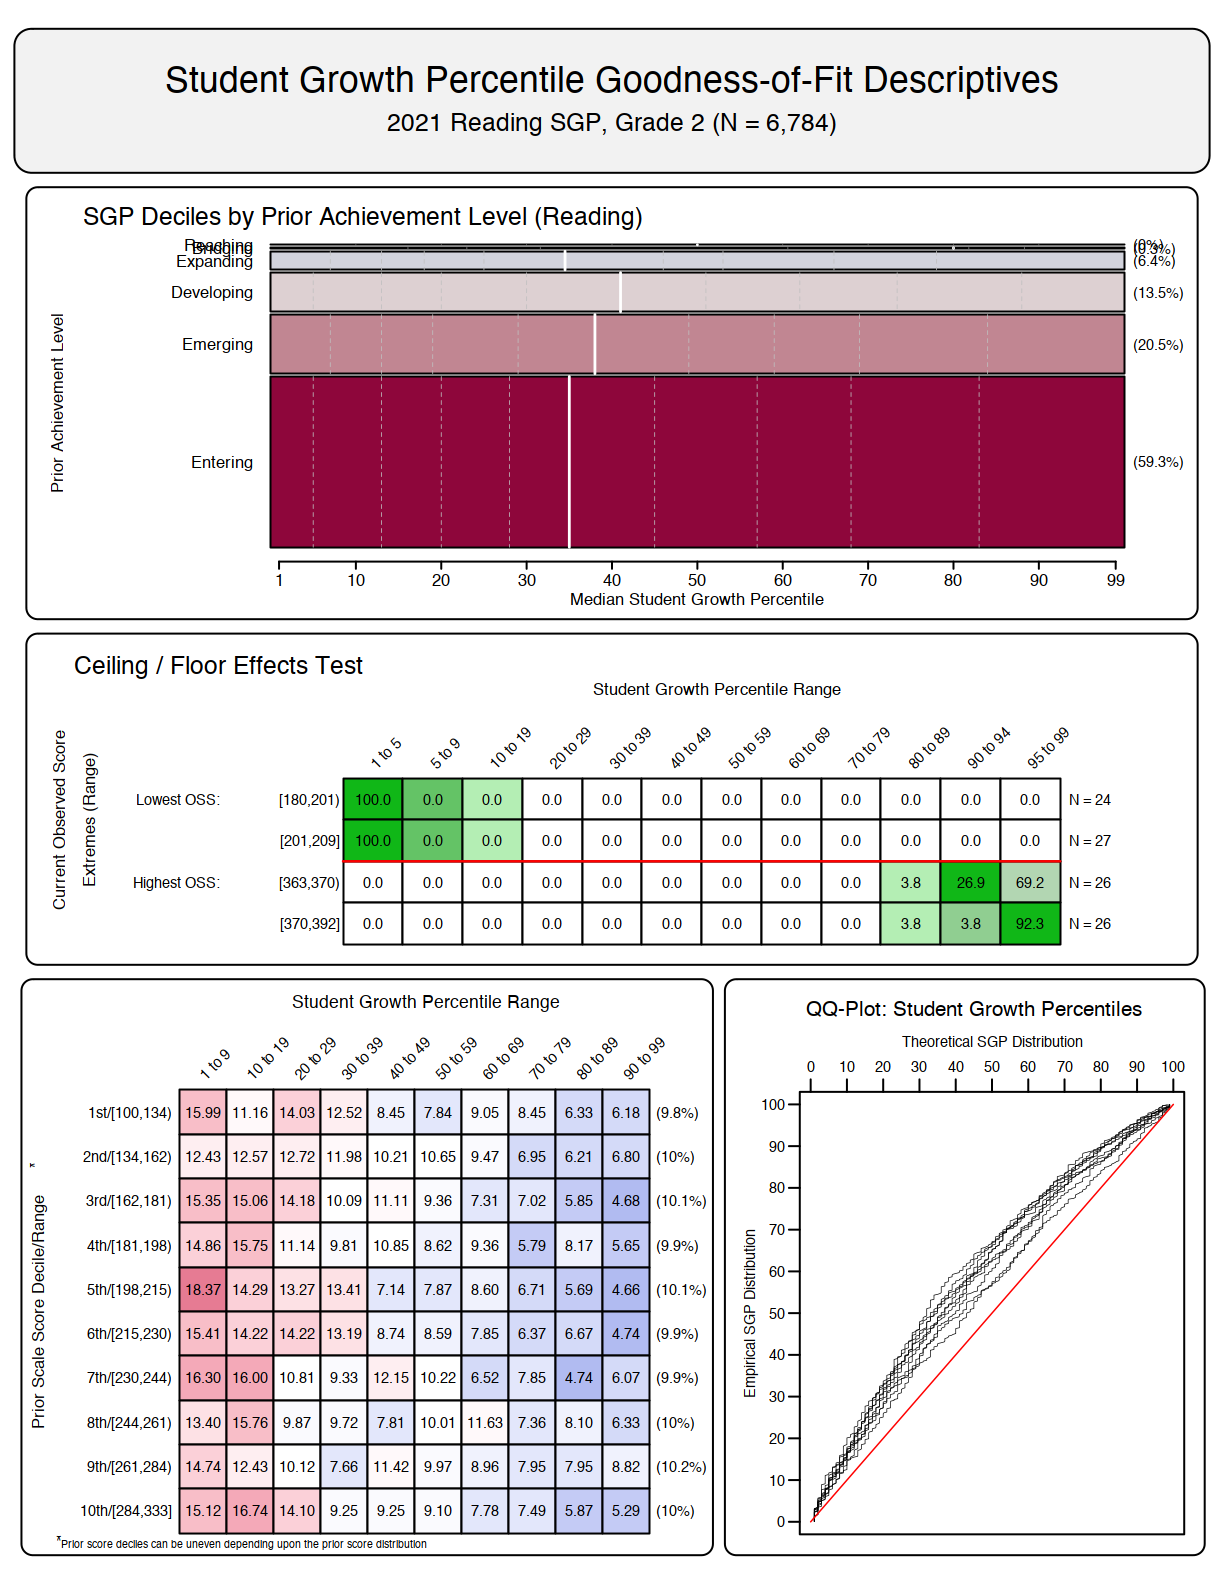 Student Growth Percentile Goodness-of-Fit Descriptives
2021 Reading SGP, Grade 2 (N = 6,784)
SGP Deciles by Prior Achievement Level (Reading)
Prior Achievement Level
Reaching (0%)
Bridging (0.3%)
Expanding (6.4%)
Developing (13.5%)
Emerging (20.5%)
Entering (59.3%)
1 10 20 30 40 50 60 70 80 90 99
Median Student Growth Percentile
Ceiling / Floor Effects Test
Student Growth Percentile Range
Current Observed Score
Extremes (Range)
1 to 5 5 to 9 10 to 19 20 to 29 30 to 39 40 to 49 50 to 59 60 to 69 70 to 79 80 to 89 90 to 94 95 to 99
Lowest OSS: [180,201) 100.0 0.0 0.0 0.0 0.0 0.0 0.0 0.0 0.0 0.0 0.0 0.0 N = 24
[201,209] 100.0 0.0 0.0 0.0 0.0 0.0 0.0 0.0 0.0 0.0 0.0 0.0 N = 27
Highest OSS: [363,370) 0.0 0.0 0.0 0.0 0.0 0.0 0.0 0.0 0.0 3.8 26.9 69.2 N = 26
[370,392] 0.0 0.0 0.0 0.0 0.0 0.0 0.0 0.0 0.0 3.8 3.8 92.3 N = 26
Student Growth Percentile Range
Prior Scale Score Decile/Range *
1 to 9 10 to 19 20 to 29 30 to 39 40 to 49 50 to 59 60 to 69 70 to 79 80 to 89 90 to 99
1st/[100,134) 15.99 11.16 14.03 12.52 8.45 7.84 9.05 8.45 6.33 6.18 (9.8%)
2nd/[134,162) 12.43 12.57 12.72 11.98 10.21 10.65 9.47 6.95 6.21 6.80 (10%)
3rd/[162,181) 15.35 15.06 14.18 10.09 11.11 9.36 7.31 7.02 5.85 4.68 (10.1%)
4th/[181,198) 14.86 15.75 11.14 9.81 10.85 8.62 9.36 5.79 8.17 5.65 (9.9%)
5th/[198,215) 18.37 14.29 13.27 13.41 7.14 7.87 8.60 6.71 5.69 4.66 (10.1%)
6th/[215,230) 15.41 14.22 14.22 13.19 8.74 8.59 7.85 6.37 6.67 4.74 (9.9%)
7th/[230,244) 16.30 16.00 10.81 9.33 12.15 10.22 6.52 7.85 4.74 6.07 (9.9%)
8th/[244,261) 13.40 15.76 9.87 9.72 7.81 10.01 11.63 7.36 8.10 6.33 (10%)
9th/[261,284) 14.74 12.43 10.12 7.66 11.42 9.97 8.96 7.95 7.95 8.82 (10.2%)
10th/[284,333] 15.12 16.74 14.10 9.25 9.25 9.10 7.78 7.49 5.87 5.29 (10%)
*Prior score deciles can be uneven depending upon the prior score distribution
QQ-Plot: Student Growth Percentiles
Theoretical SGP Distribution
0 10 20 30 40 50 60 70 80 90 100
Empirical SGP Distribution
100
90
80
70
60
50
40
30
20
10
0